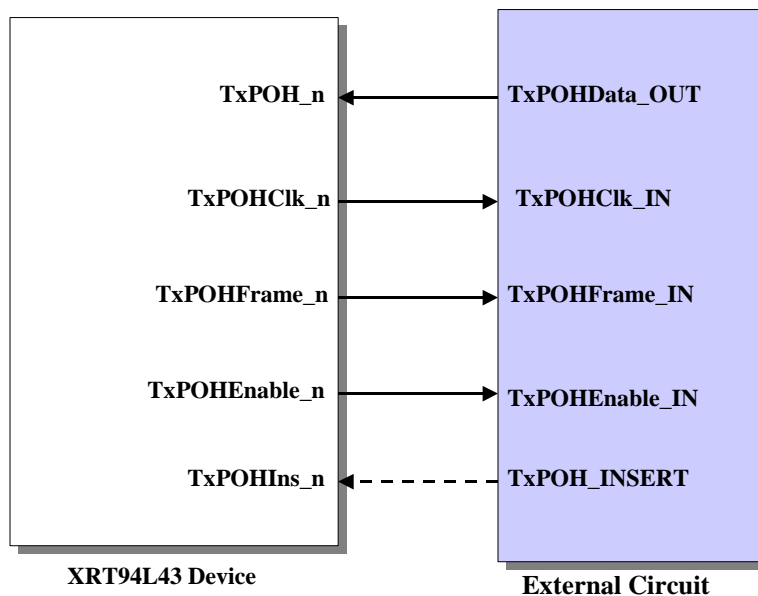 TxPOH_n
TxPOHData_OUT
TxPOHClk_n
TxPOHClk_IN
TxPOHFrame_n
TxPOHFrame_IN
TxPOHEnable_n
TxPOHEnable_IN
TxPOHIns_n
TxPOH_INSERT
XRT94L43 Device
External Circuit